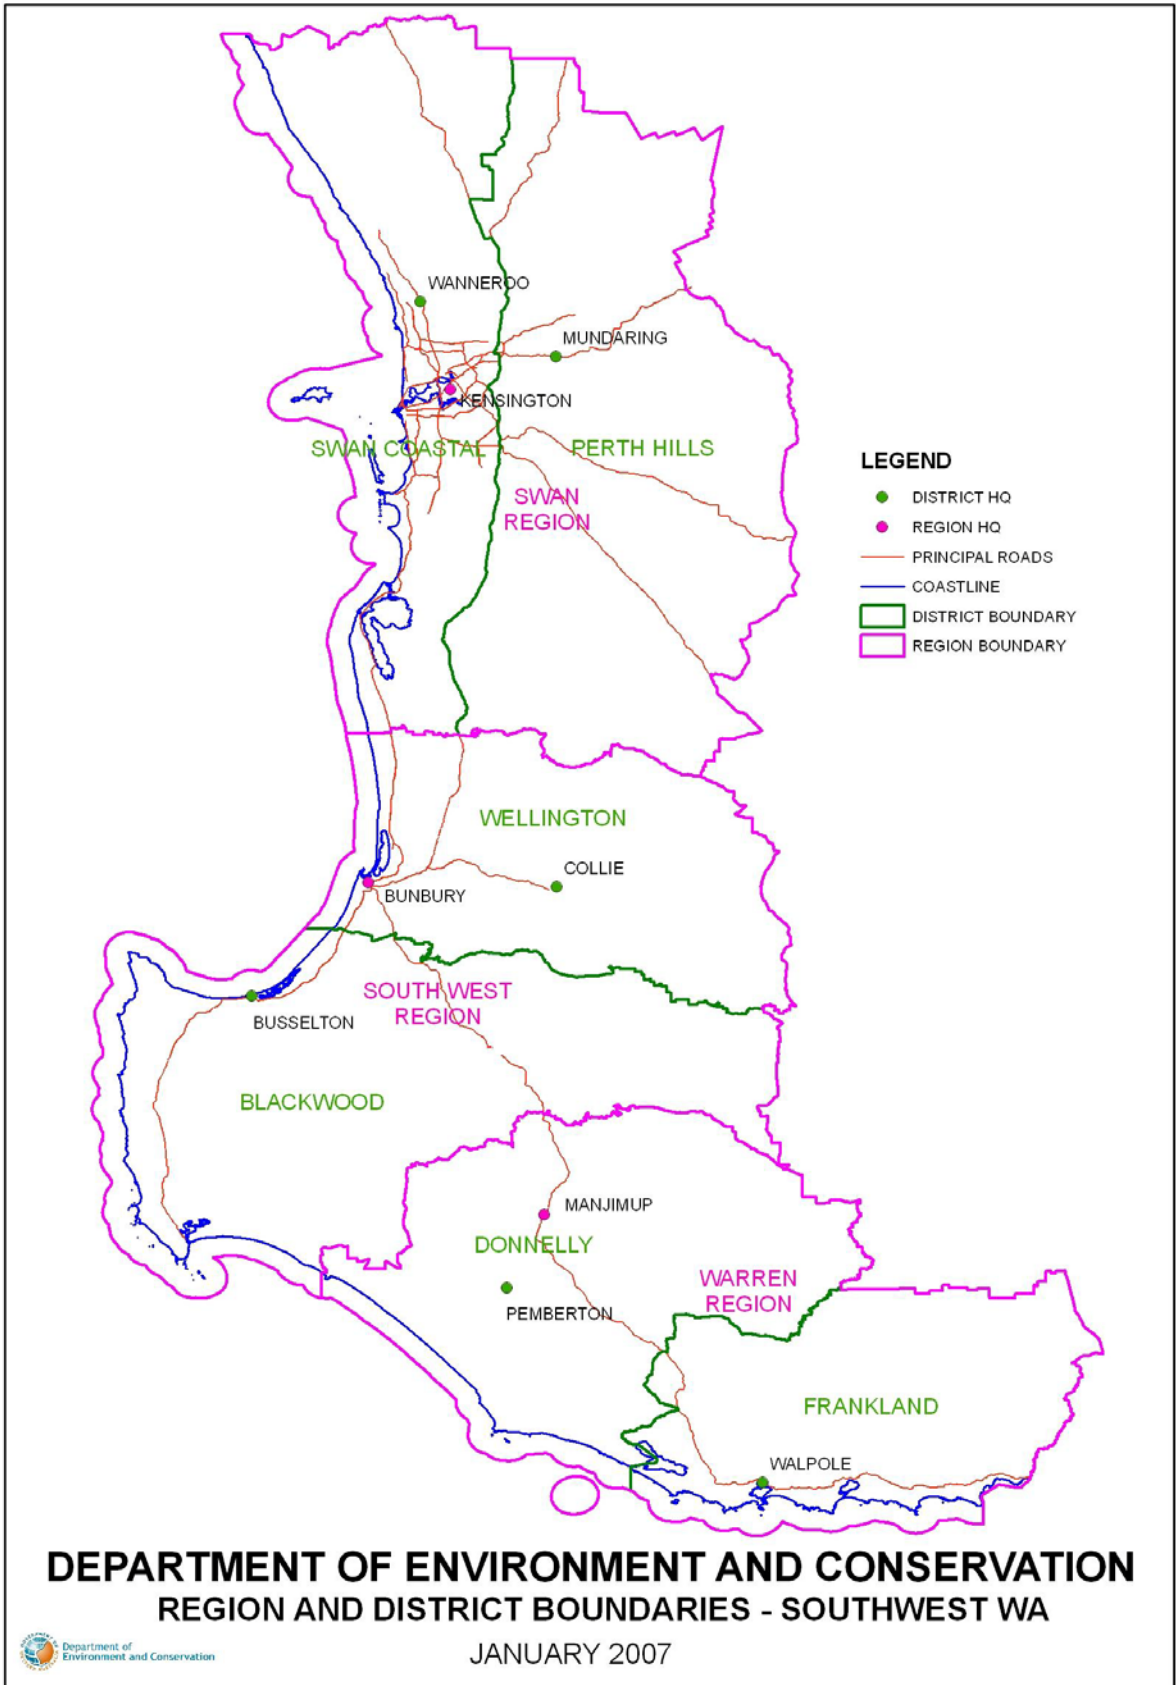 WANNEROO
MUNDARING
KENSINGTON
SWAN COASTAL
PERTH HILLS
SWAN
REGION
LEGEND
DISTRICT HQ
REGION HQ
PRINCIPAL ROADS
COASTLINE
DISTRICT BOUNDARY
REGION BOUNDARY
WELLINGTON
COLLIE
BUNBURY
SOUTH WEST
REGION
BUSSELTON
BLACKWOOD
MANJIMUP
DONNELLY
WARREN
REGION
PEMBERTON
FRANKLAND
WALPOLE
DEPARTMENT OF ENVIRONMENT AND CONSERVATION
REGION AND DISTRICT BOUNDARIES - SOUTHWEST WA
JANUARY 2007
Department of
Environment and Conservation